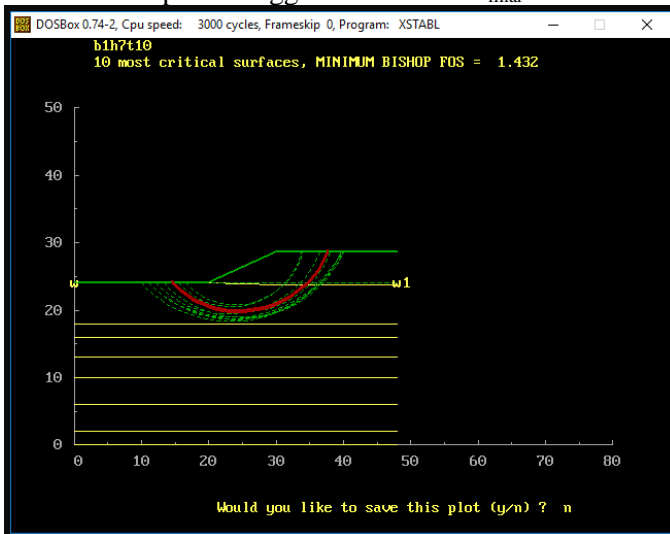 DOSBox 0.74-2, Cpu speed: 3000 cycles, Frameskip 0, Program: XSTABL
b1h7t10
10 most critical surfaces, MINIMUM BISHOP FOS = 1.432
50
40
30
w
w1
20
10
0
0 10 20 30 40 50 60 70 80
Would you like to save this plot (y/n) ? n